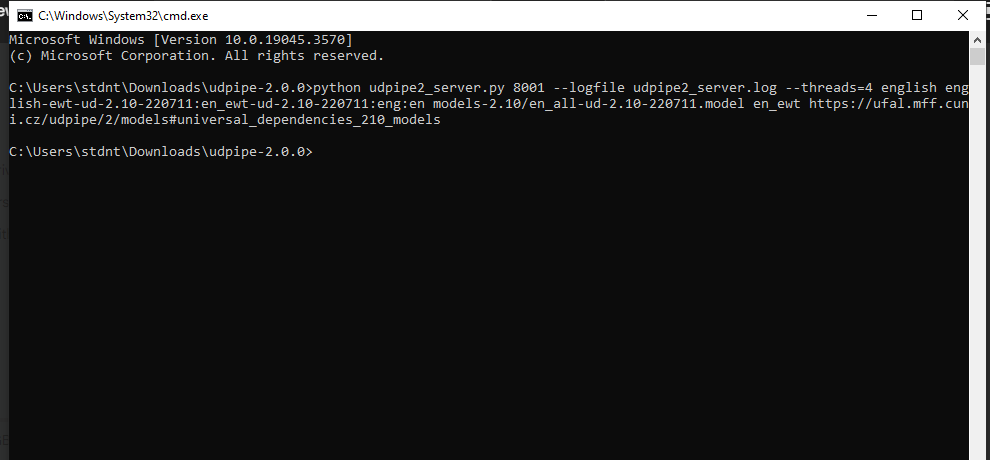 C:\Windows\System32\cmd.exe
Microsoft Windows [Version 10.0.19045.3570]
(c) Microsoft Corporation. All rights reserved.
C:\Users\stdnt\Downloads\udpipe-2.0.0>python udpipe2_server.py 8001 --logfile udpipe2_server.log --threads=4 english eng
lish-ewt-ud-2.10-220711:en_ewt-ud-2.10-220711:eng:en models-2.10/en_all-ud-2.10-220711.model en_ewt https://ufal.mff.cun
i.cz/udpipe/2/models#universal_dependencies_210_models
C:\Users\stdnt\Downloads\udpipe-2.0.0>